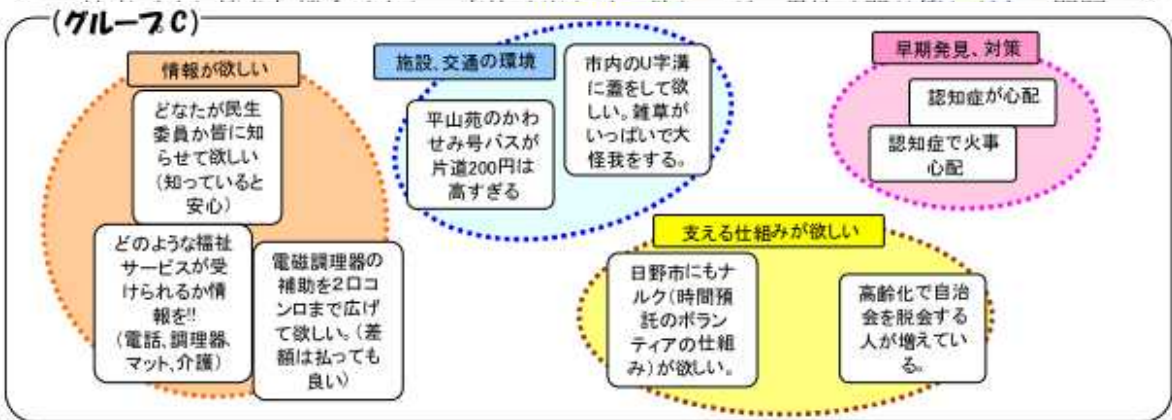 (グループC)
情報が欲しい
どなたが民生
委員か皆に知
らせて欲しい
(知っていると
安心)
どのような福祉
サービスが受
けられるか情
報を!!
(電話、調理器、
マット、介護)
電磁調理器の
補助を2口コ
ンロまで広げ
て欲しい。(差
額は払っても
良い)
施設、交通の環境
平山苑のかわ
せみ号バスが
片道200円は
高すぎる
市内のU字溝
に蓋をして欲
しい。雑草が
いっぱいで大
怪我をする。
早期発見、対策
認知症が心配
認知症で火事
心配
支える仕組みが欲しい
日野市にもナ
ルク(時間預
託のボラン
ティアの仕組
み)が欲しい。
高齢化で自治
会を脱会する
人が増えてい
る。